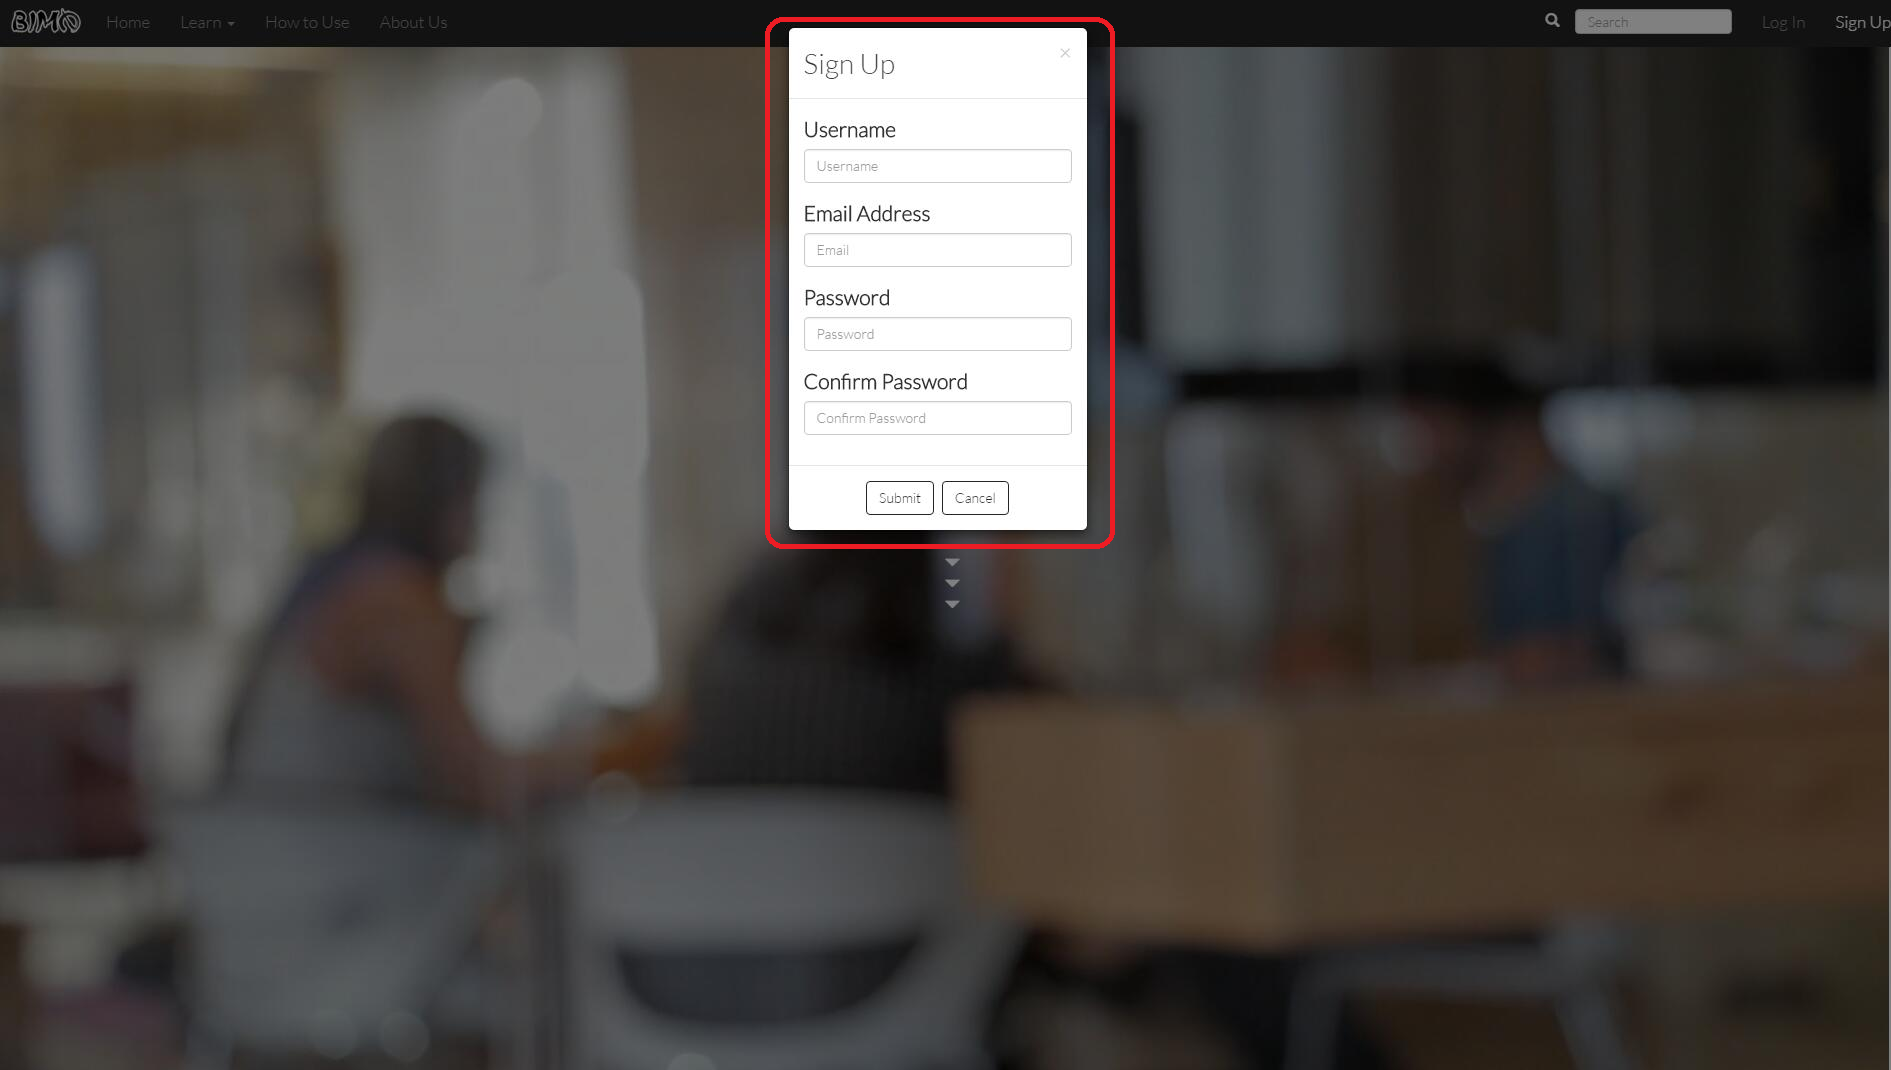 BIMO Home Learn How to Use About Us Search Log In Sign Up
Sign Up ×
Username
Username
Email Address
Email
Password
Password
Confirm Password
Confirm Password
Submit Cancel